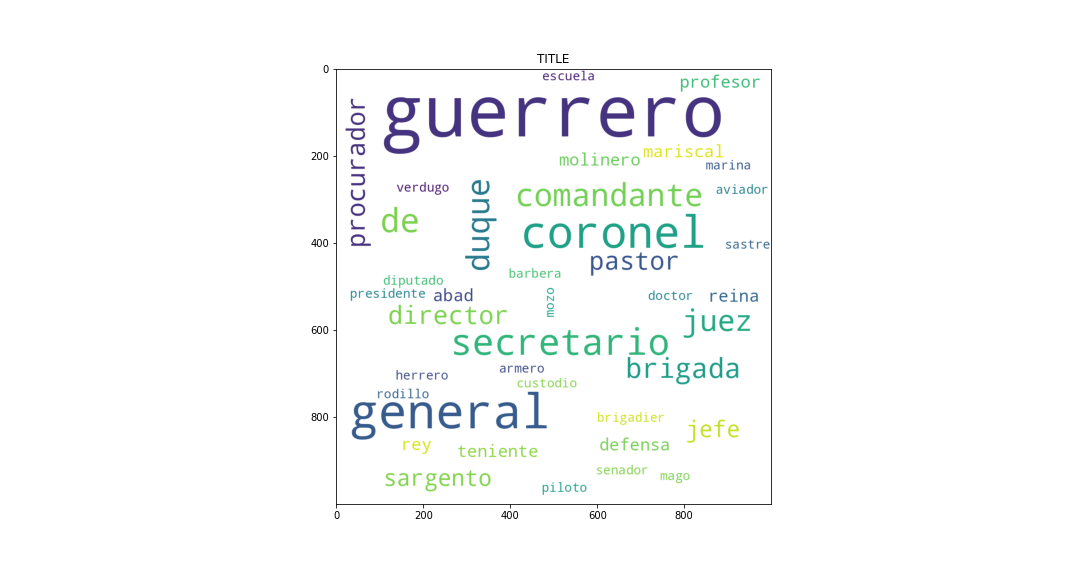 TITLE
0
escuela
profesor
guerrero
procurador
mariscal
200
molinero
marina
verdugo
duque
comandante
aviador
de
coronel
400
sastre
pastor
barbera
diputado
presidente
abad
mozo
doctor
reina
director
juez
600
secretario
brigada
armero
herrero
custodio
rodillo
general
800
brigadier
jefe
rey
teniente
defensa
sargento
senador
mago
piloto
0 200 400 600 800